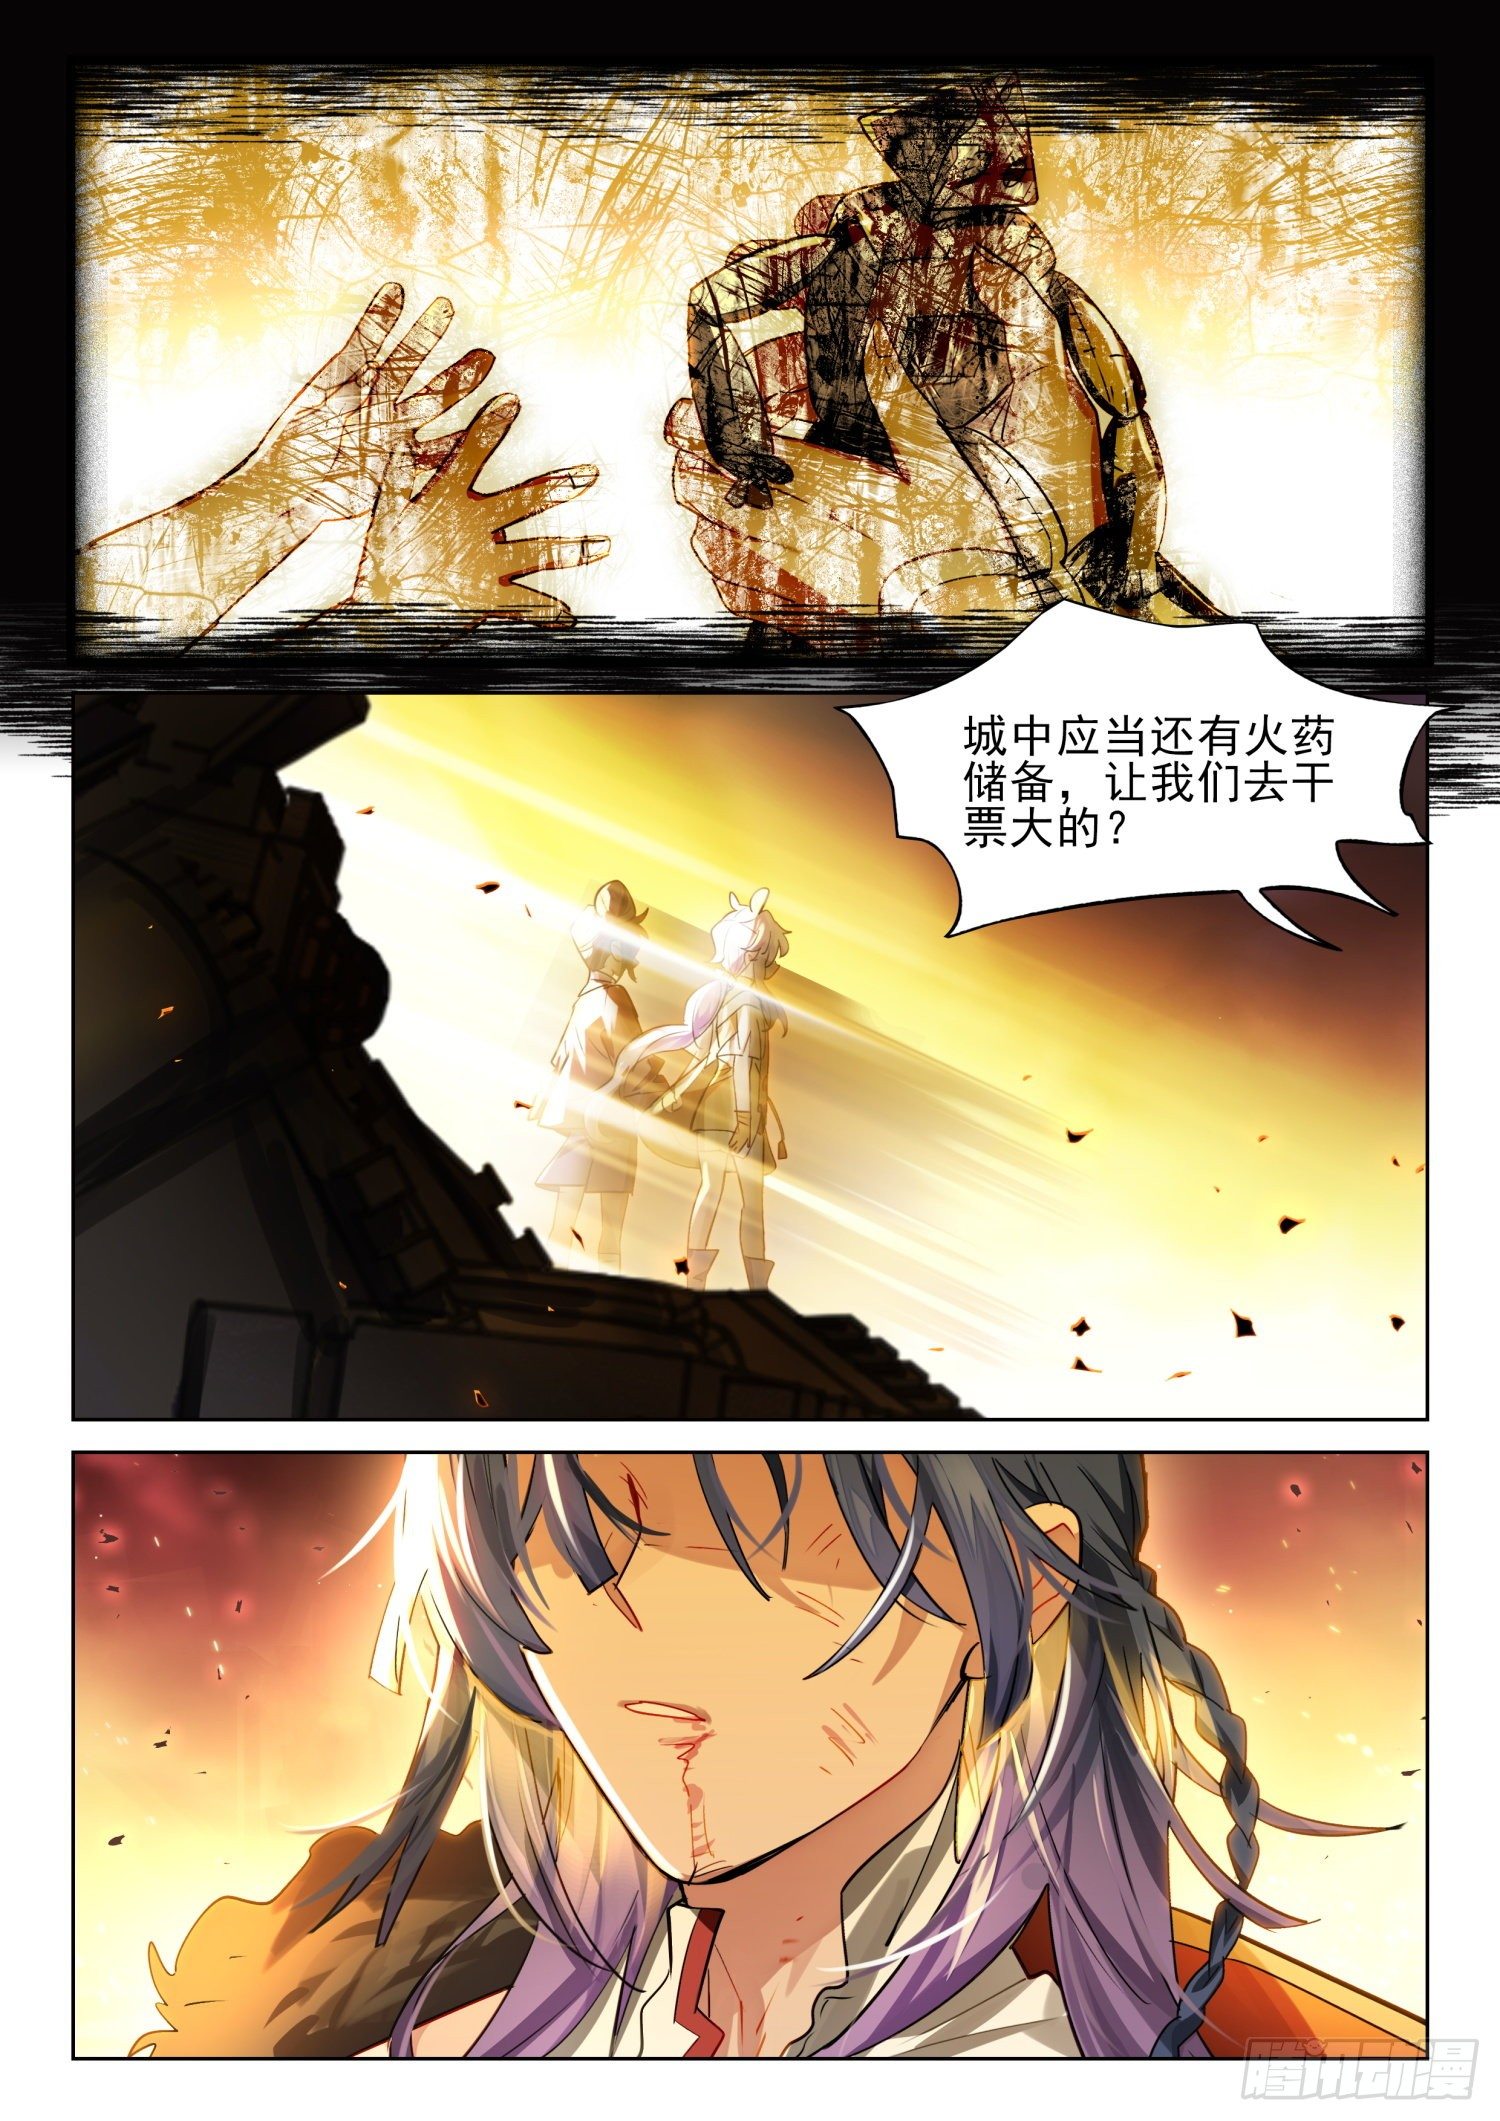 城中应当还有火药
储备，让我们去干
票大的？
腾讯动漫